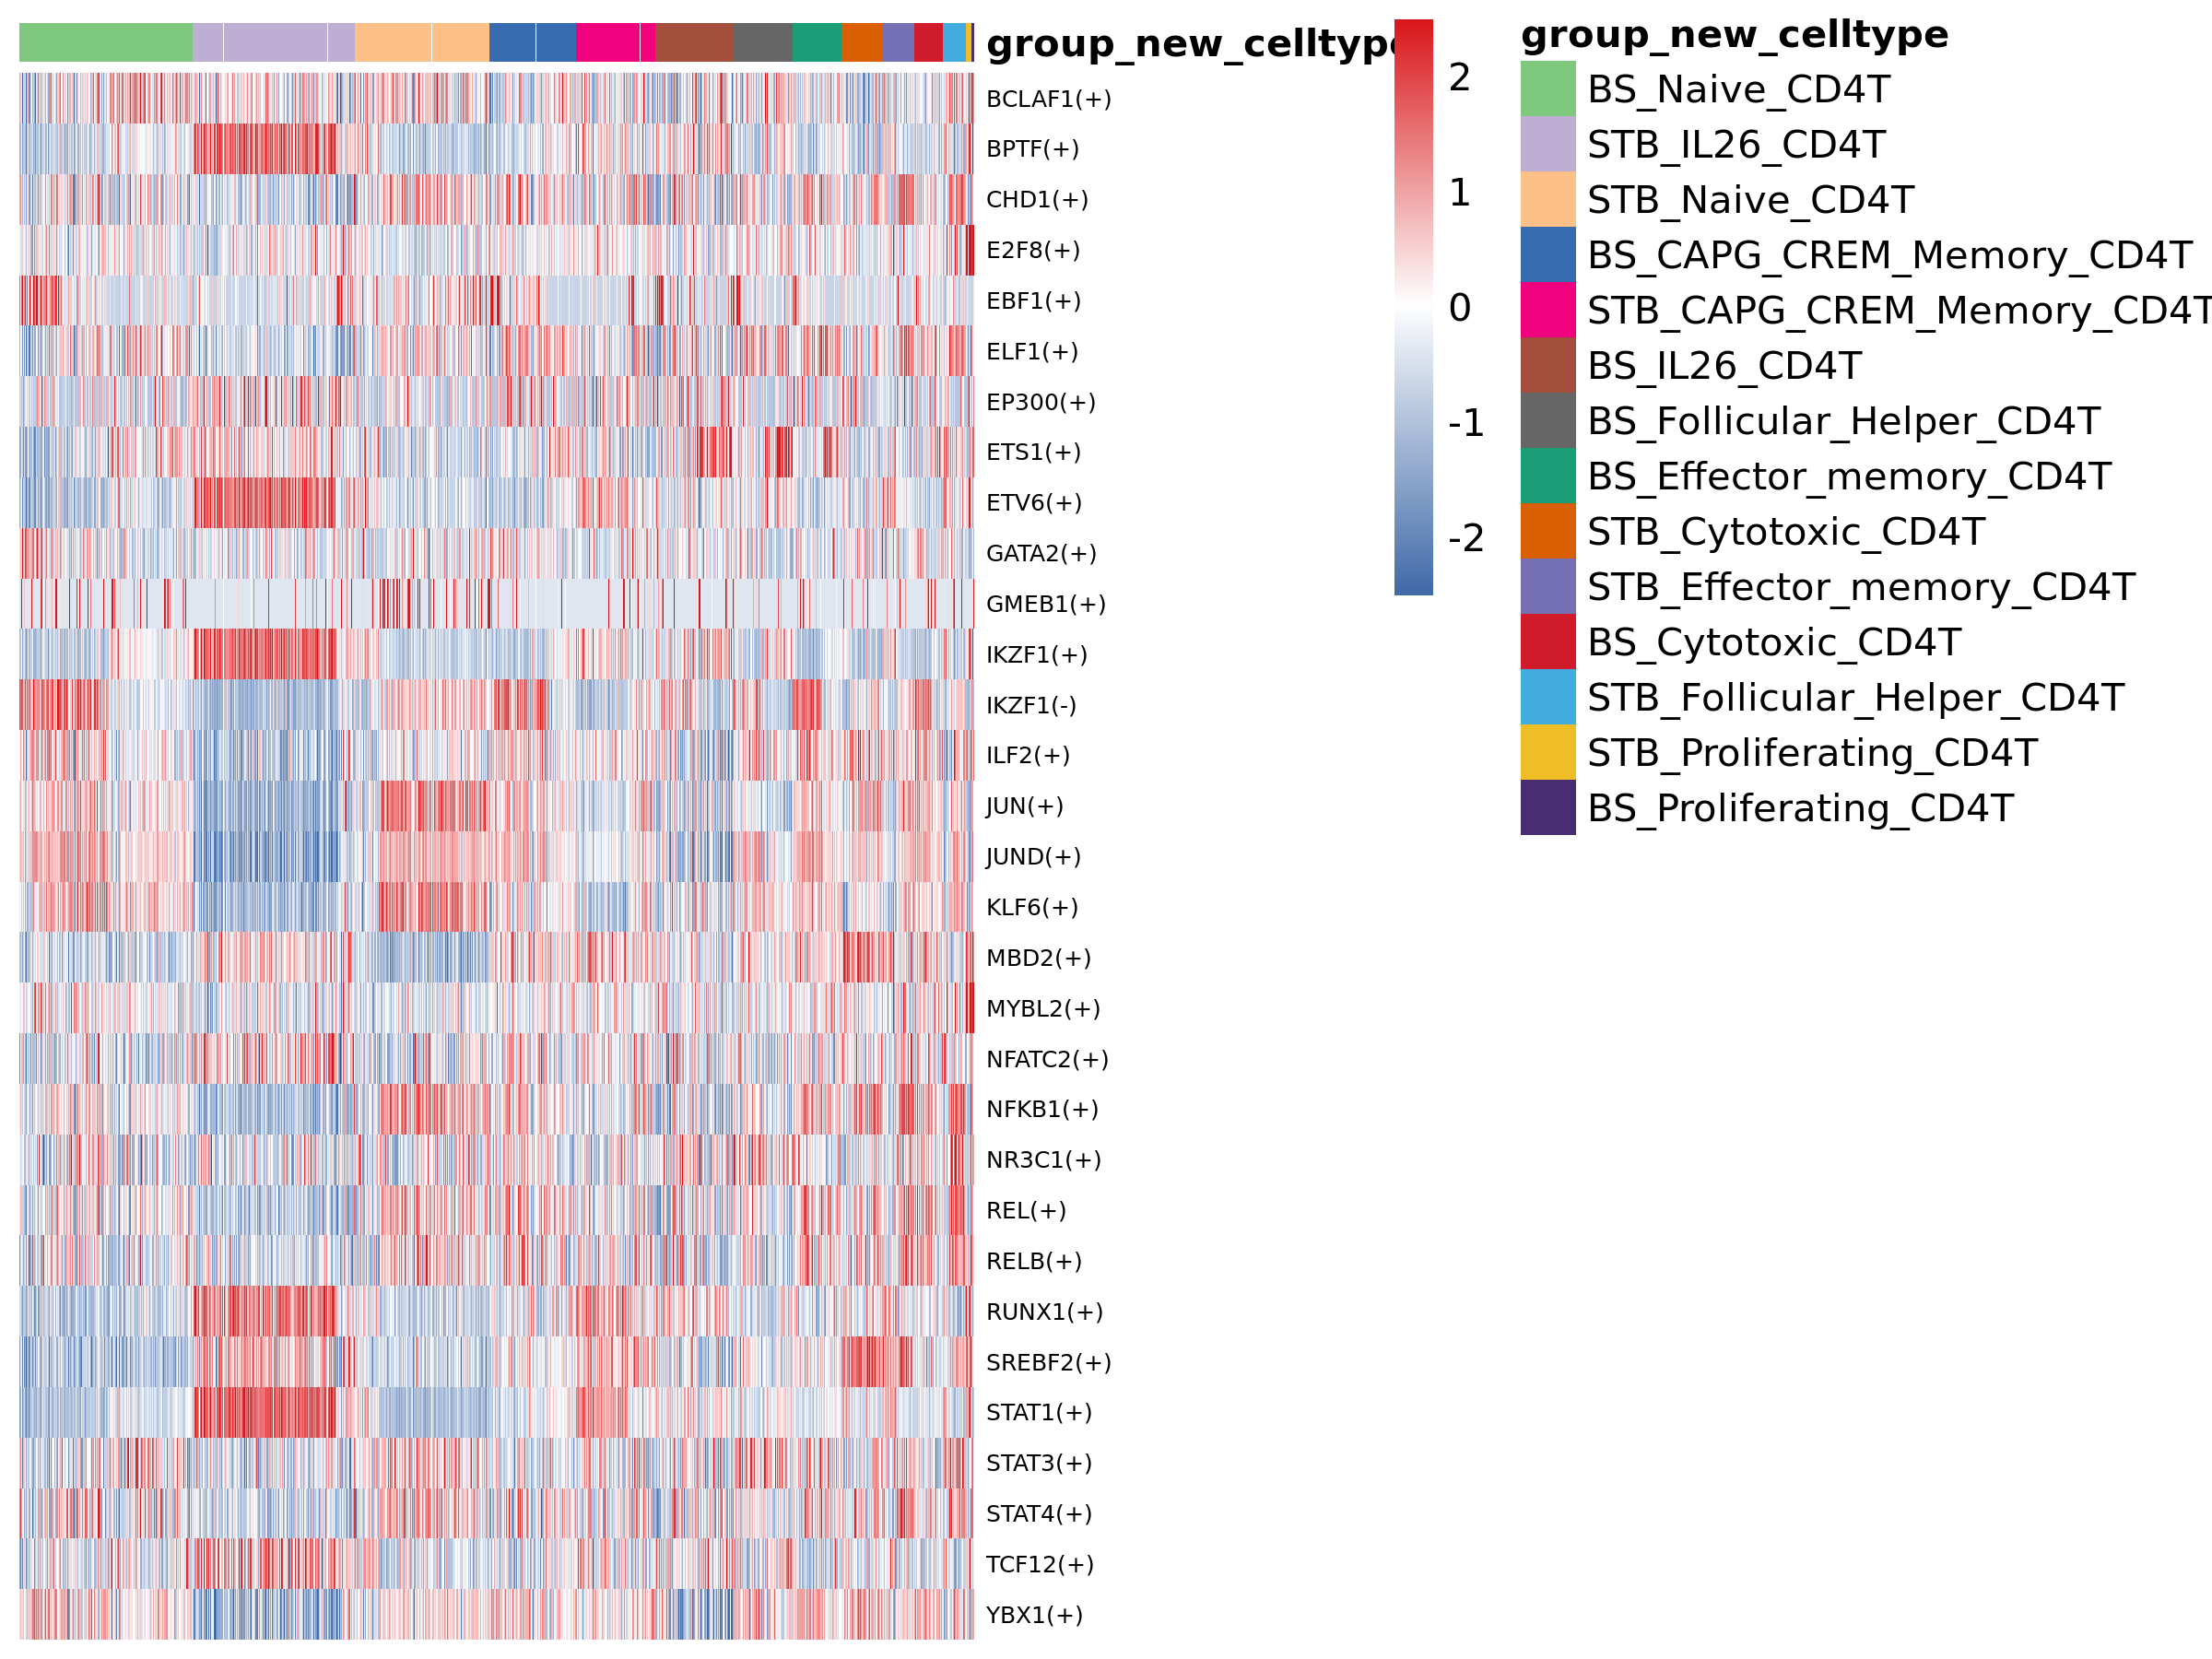 group_new_celltype
BCLAF1(+)
BPTF(+)
CHD1(+)
E2F8(+)
EBF1(+)
ELF1(+)
EP300(+)
ETS1(+)
ETV6(+)
GATA2(+)
GMEB1(+)
IKZF1(+)
IKZF1(-)
ILF2(+)
JUN(+)
JUND(+)
KLF6(+)
MBD2(+)
MYBL2(+)
NFATC2(+)
NFKB1(+)
NR3C1(+)
REL(+)
RELB(+)
RUNX1(+)
SREBF2(+)
STAT1(+)
STAT3(+)
STAT4(+)
TCF12(+)
YBX1(+)
2
1
0
-1
-2
group_new_celltype
BS_Naive_CD4T
STB_IL26_CD4T
STB_Naive_CD4T
BS_CAPG_CREM_Memory_CD4T
STB_CAPG_CREM_Memory_CD4T
BS_IL26_CD4T
BS_Follicular_Helper_CD4T
BS_Effector_memory_CD4T
STB_Cytotoxic_CD4T
STB_Effector_memory_CD4T
BS_Cytotoxic_CD4T
STB_Follicular_Helper_CD4T
STB_Proliferating_CD4T
BS_Proliferating_CD4T